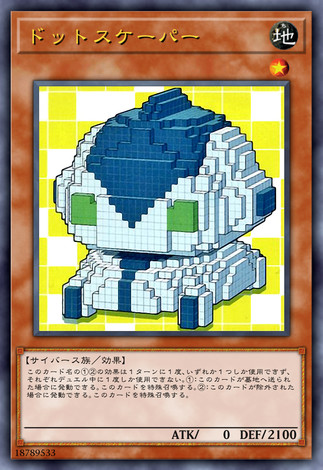 ドットスケーパー
地
【サイバース族／効果】
このカード名の①②の効果は１ターンに１度、いずれか１つしか使用できず、
それぞれデュエル中に１度しか使用できない。①：このカードが墓地へ送られ
た場合に発動できる。このカードを特殊召喚する。②：このカードが除外された
場合に発動できる。このカードを特殊召喚する。
ATK/ 0 DEF/2100
18789533